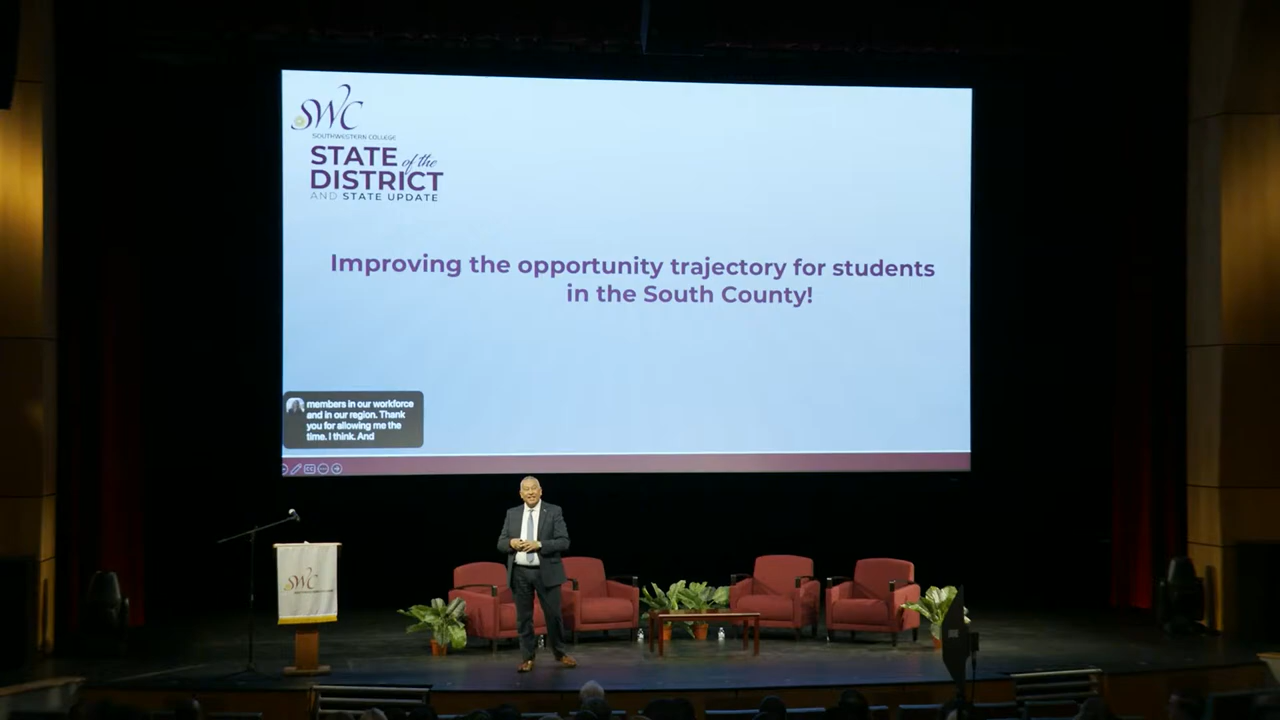 SWC
SOUTHWESTERN COLLEGE
STATE of the
DISTRICT
AND STATE UPDATE
Improving the opportunity trajectory for students
in the South County!
members in our workforce
and in our region. Thank
you for allowing me the
time. I think. And
SWC